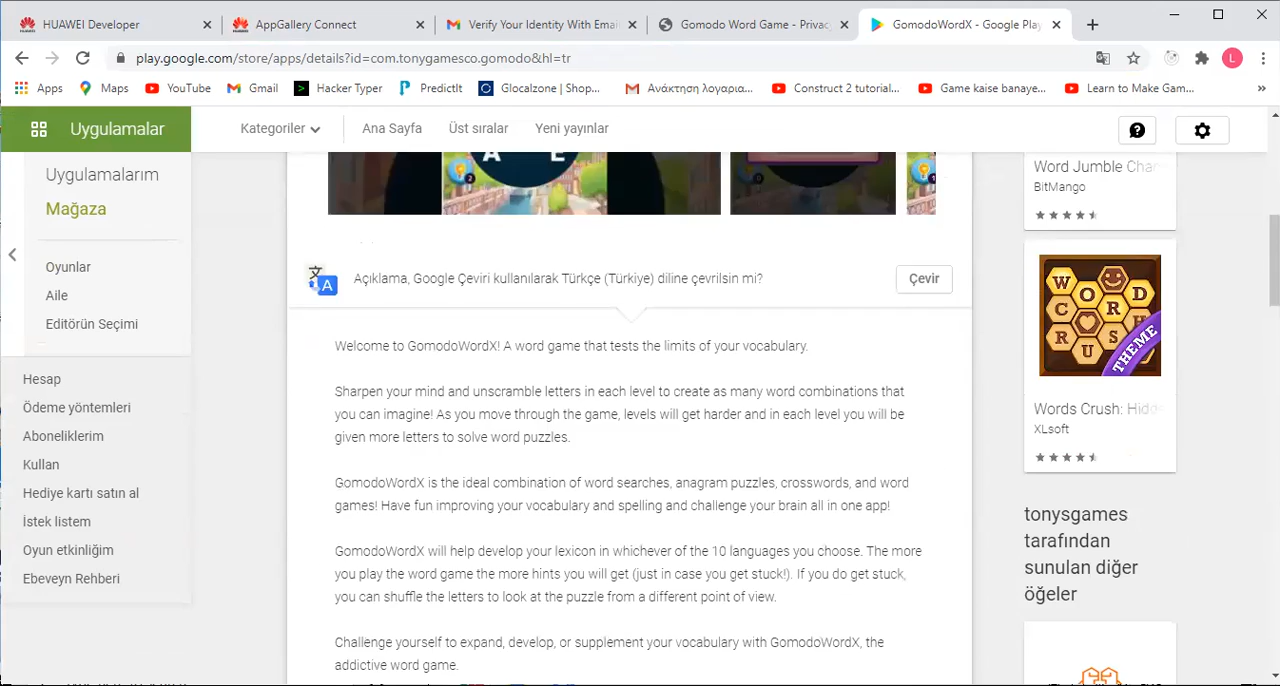 HUAWEI Developer
AppGallery Connect
Verify Your Identity With Emai
Gomodo Word Game - Privac
GomodoWordX - Google Play
play.google.com/store/apps/details?id=com.tonygamesco.gomodo&hl=tr
L
Apps
Maps
YouTube
Gmail
Hacker Typer
PredictIt
Glocalzone | Shop...
Ανάκτηση λογαρια...
Construct 2 tutorial...
Game kaise banaye...
Learn to Make Gam...
»
Uygulamalar
Kategoriler
Ana Sayfa
Üst sıralar
Yeni yayınlar
Uygulamalarım
Mağaza
Oyunlar
Aile
Editörün Seçimi
Hesap
Ödeme yöntemleri
Aboneliklerim
Kullan
Hediye kartı satın al
İstek listem
Oyun etkinliğim
Ebeveyn Rehberi
A E
Açıklama, Google Çeviri kullanılarak Türkçe (Türkiye) diline çevrilsin mi?
Çevir
Welcome to GomodoWordX! A word game that tests the limits of your vocabulary.
Sharpen your mind and unscramble letters in each level to create as many word combinations that
you can imagine! As you move through the game, levels will get harder and in each level you will be
given more letters to solve word puzzles.
GomodoWordX is the ideal combination of word searches, anagram puzzles, crosswords, and word
games! Have fun improving your vocabulary and spelling and challenge your brain all in one app!
GomodoWordX will help develop your lexicon in whichever of the 10 languages you choose. The more
you play the word game the more hints you will get (just in case you get stuck!). If you do get stuck,
you can shuffle the letters to look at the puzzle from a different point of view.
Challenge yourself to expand, develop, or supplement your vocabulary with GomodoWordX, the
addictive word game.
Word Jumble Cha
BitMango
WORD
CRUSH
THEME
Words Crush: Hidd
XLsoft
tonysgames
tarafından
sunulan diğer
öğeler